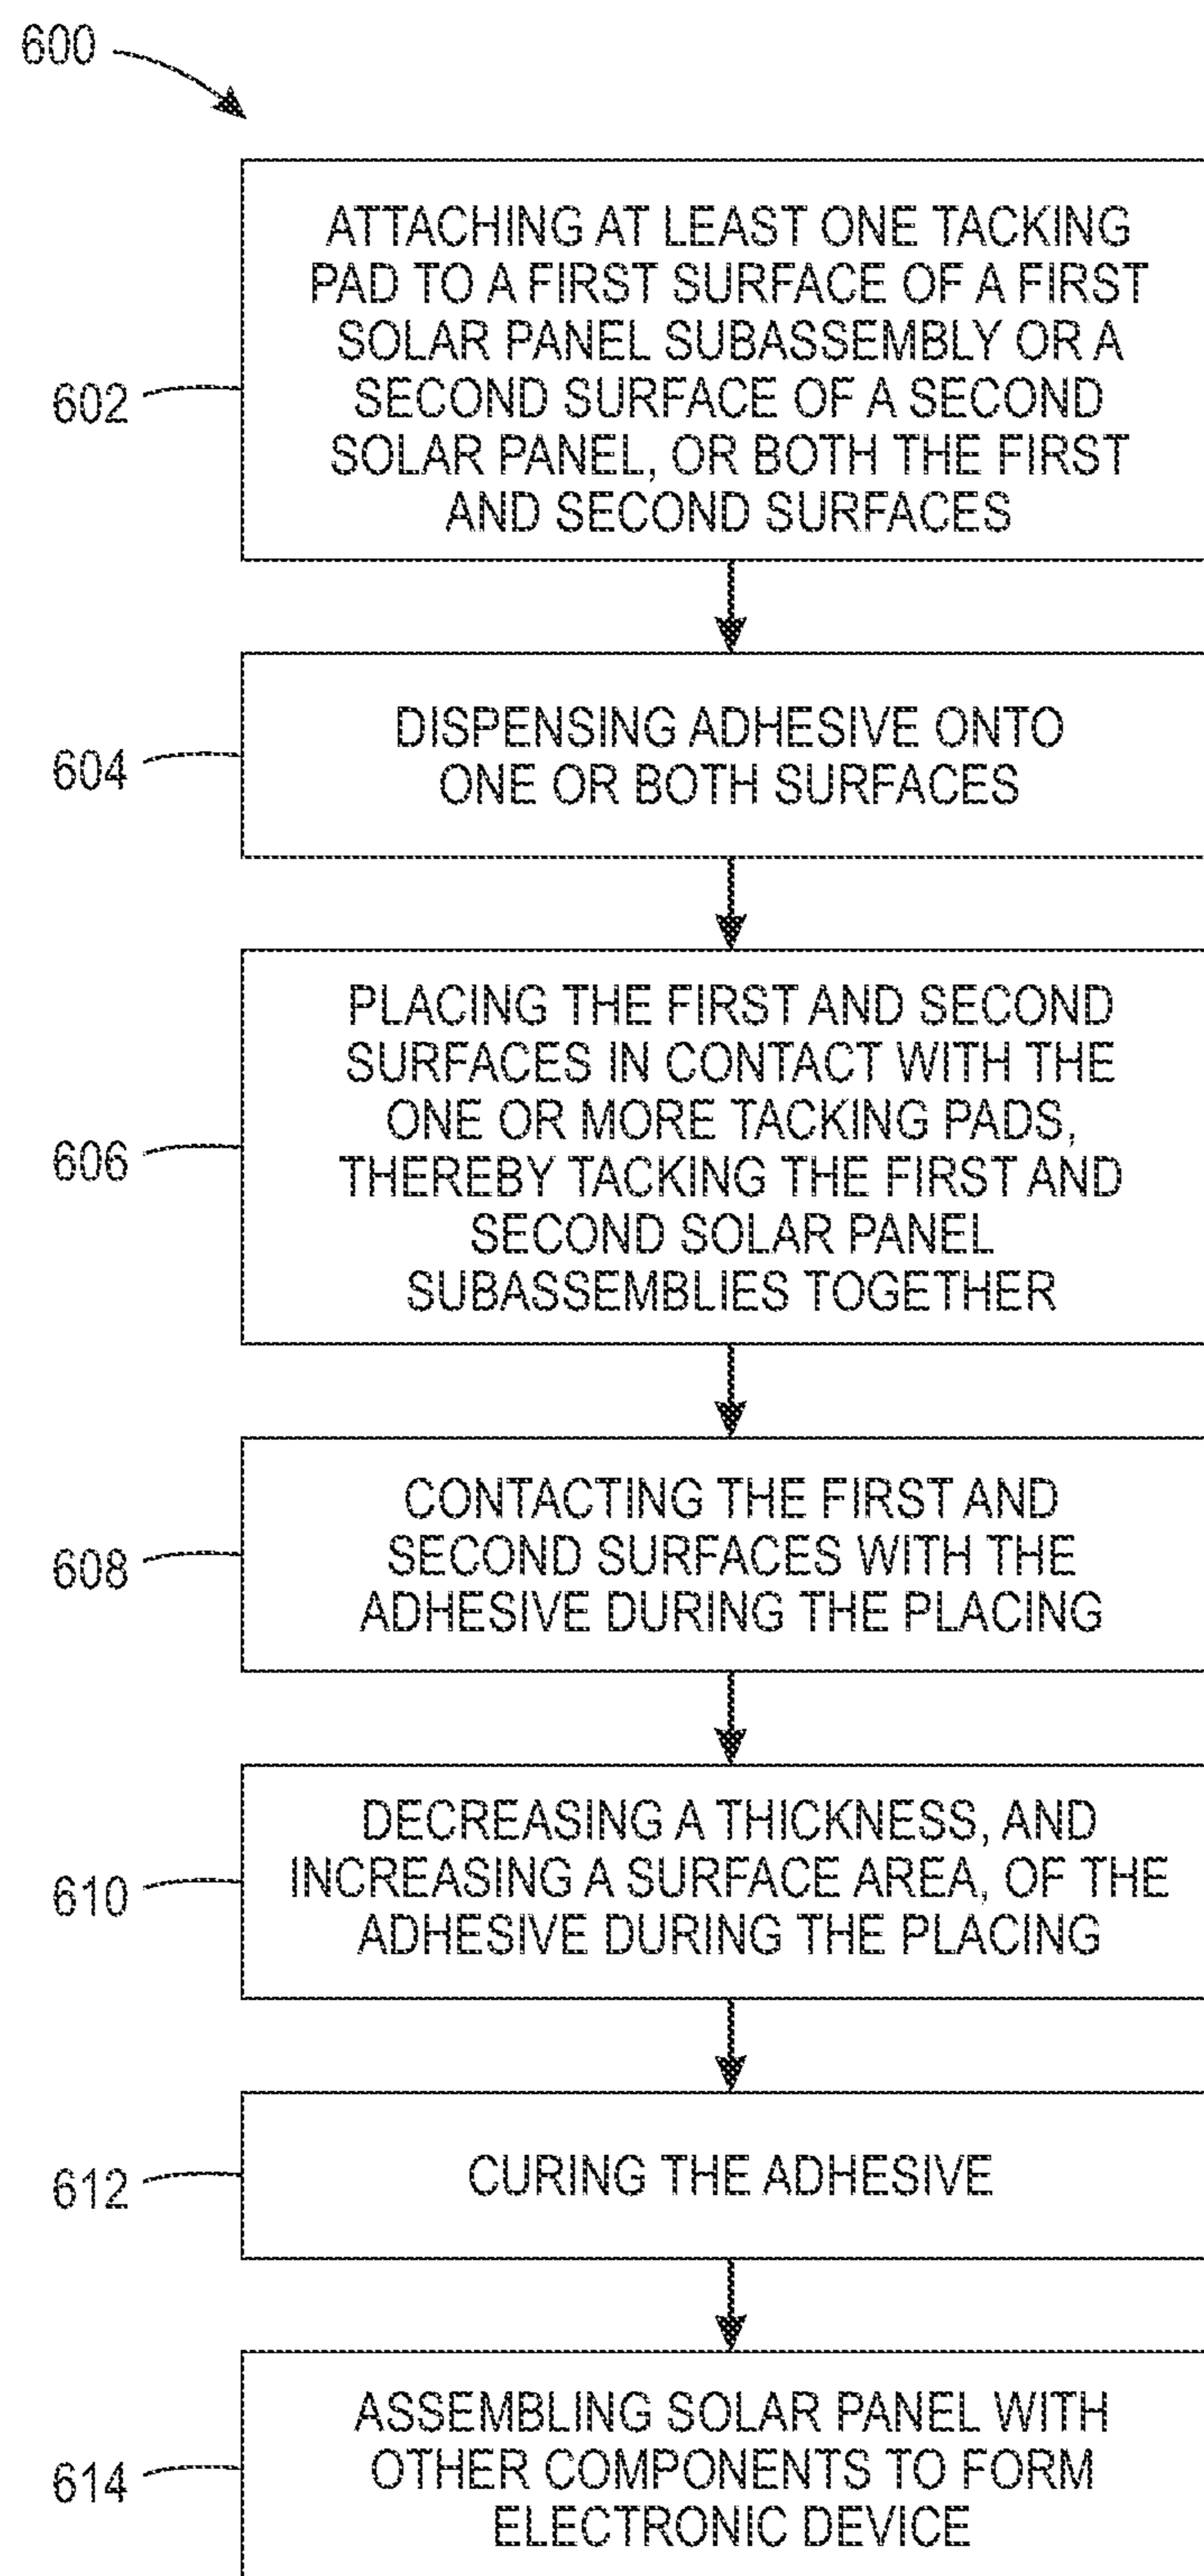 600
ATTACHING AT LEAST ONE TACKING
PAD TO A FIRST SURFACE OF A FIRST
SOLAR PANEL SUBASSEMBLY OR A
SECOND SURFACE OF A SECOND
SOLAR PANEL, OR BOTH THE FIRST
AND SECOND SURFACES
602
DISPENSING ADHESIVE ONTO
ONE OR BOTH SURFACES
604
PLACING THE FIRST AND SECOND
SURFACES IN CONTACT WITH THE
ONE OR MORE TACKING PADS,
THEREBY TACKING THE FIRST AND
SECOND SOLAR PANEL
SUBASSEMBLIES TOGETHER
606
CONTACTING THE FIRST AND
SECOND SURFACES WITH THE
ADHESIVE DURING THE PLACING
608
DECREASING A THICKNESS, AND
INCREASING A SURFACE AREA, OF THE
ADHESIVE DURING THE PLACING
610
CURING THE ADHESIVE
612
ASSEMBLING SOLAR PANEL WITH
OTHER COMPONENTS TO FORM
ELECTRONIC DEVICE
614